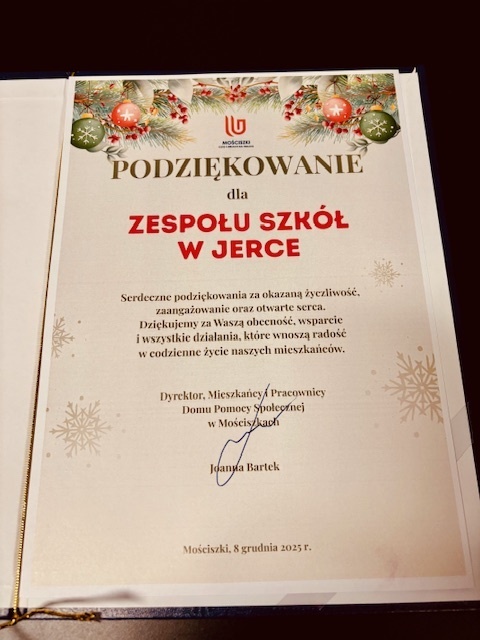 MOŚCISZKI
PODZIĘKOWANIE
dla
ZESPOŁU SZKÓŁ
W JERCE
Serdeczne podziękowania za okazaną życzliwość,
zaangażowanie oraz otwarte serca.
Dziękujemy za Waszą obecność, wsparcie
i wszystkie działania, które wnoszą radość
w codzienne życie naszych mieszkańców.
Dyrektor, Mieszkańcy i Pracownicy
Domu Pomocy Społecznej
w Mościszkach
Joanna Bartek
Mościszki, 8 grudnia 2025 r.